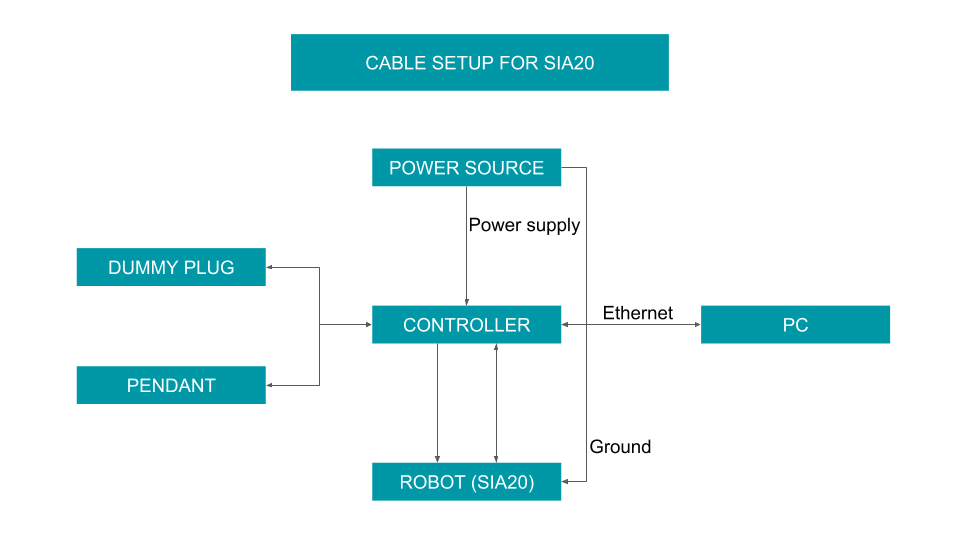 CABLE SETUP FOR SIA20
POWER SOURCE
Power supply
DUMMY PLUG
Ethernet
CONTROLLER
PC
PENDANT
Ground
ROBOT (SIA20)